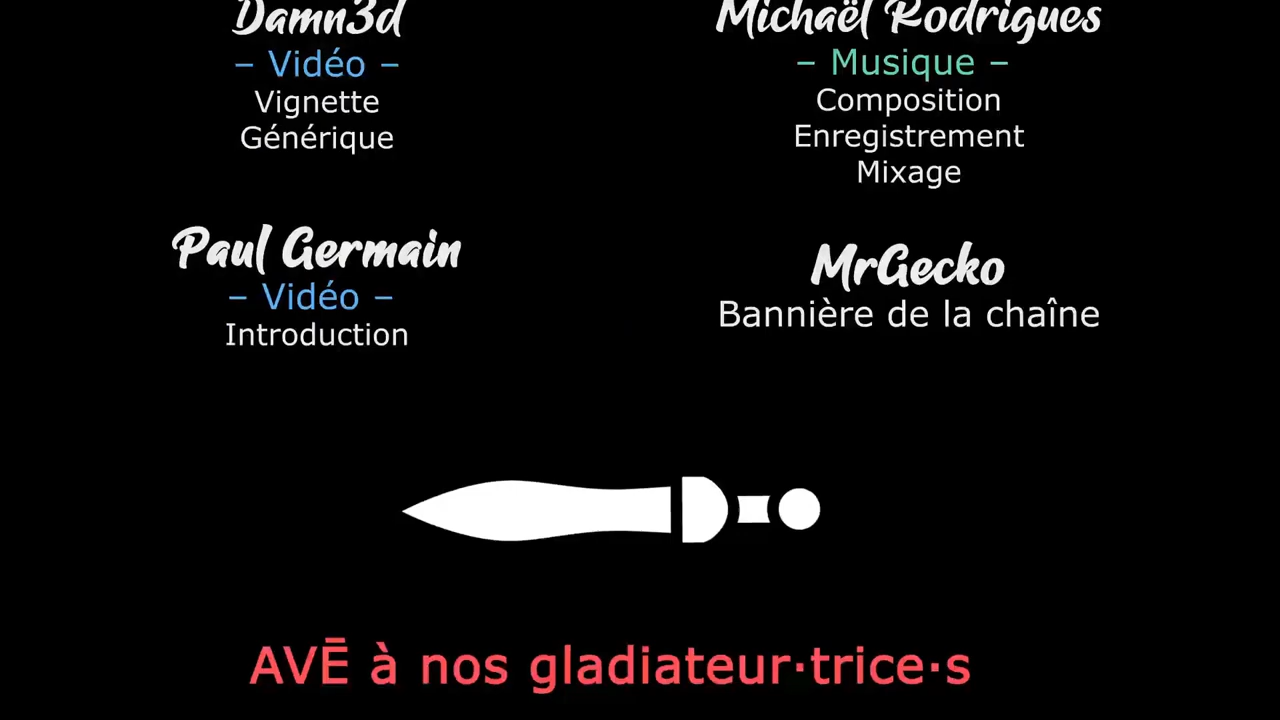 Damn3d
– Vidéo –
Vignette
Générique
Michaël Rodrigues
– Musique –
Composition
Enregistrement
Mixage
Paul Germain
– Vidéo –
Introduction
MrGecko
Bannière de la chaîne
AVĒ à nos gladiateur·trice·s